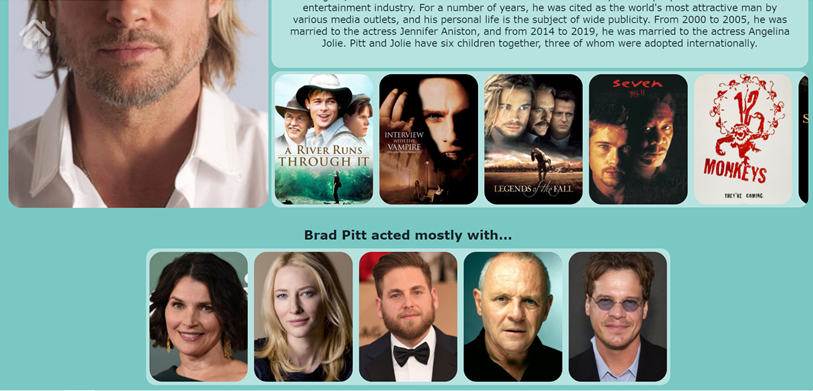 entertainment industry. For a number of years, he was cited as the world's most attractive man by
various media outlets, and his personal life is the subject of wide publicity. From 2000 to 2005, he was
married to the actress Jennifer Aniston, and from 2014 to 2019, he was married to the actress Angelina
Jolie. Pitt and Jolie have six children together, three of whom were adopted internationally.
A RIVER RUNS
THROUGH IT
INTERVIEW
WITH THE
VAMPIRE
LEGENDS of the FALL
seven
12
MONKEYS
THEY'RE COMING.
Brad Pitt acted mostly with...